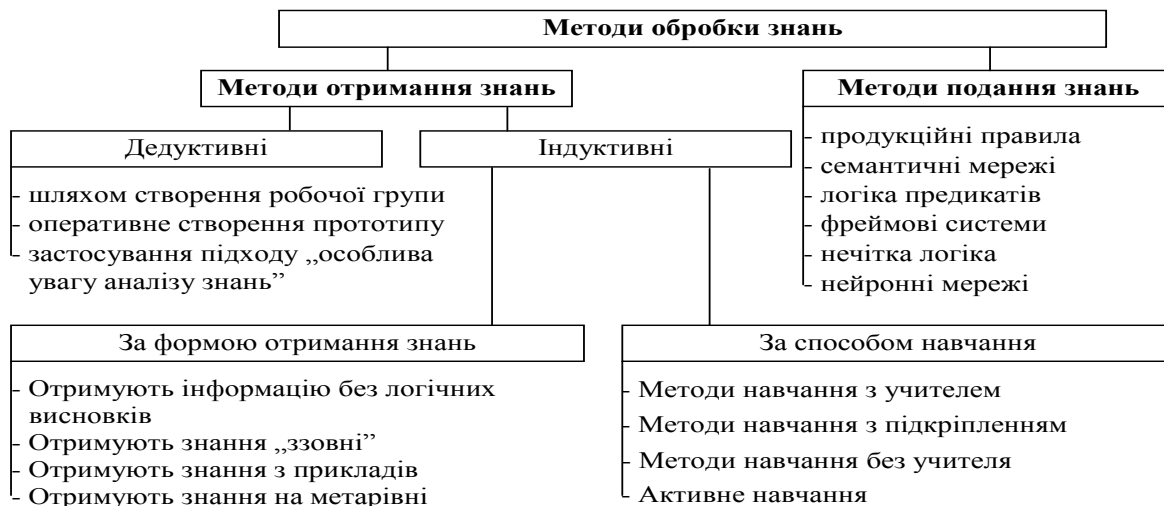 Методи обробки знань
Методи отримання знань
Методи подання знань
Дедуктивні
Індуктивні
- продукційні правила
- семантичні мережі
- логіка предикатів
- фреймові системи
- нечітка логіка
- нейронні мережі
- шляхом створення робочої групи
- оперативне створення прототипу
- застосування підходу „особлива
увагу аналізу знань”
За формою отримання знань
За способом навчання
- Отримують інформацію без логічних
висновків
- Отримують знання „ззовні”
- Отримують знання з прикладів
- Отримують знання на метарівні
- Методи навчання з учителем
- Методи навчання з підкріпленням
- Методи навчання без учителя
- Активне навчання